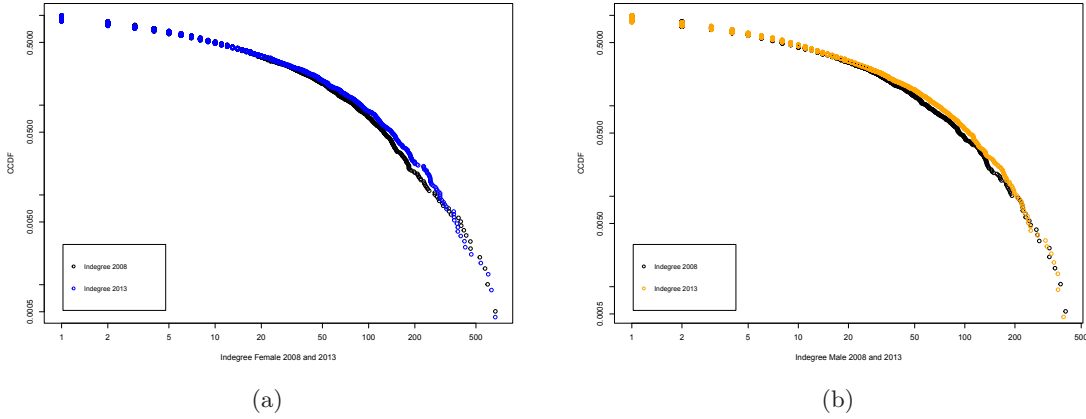 0.5000
0.0500
0.0050
0.0005
CCDF
Indegree 2008
Indegree 2013
1 2 5 10 20 50 100 200 500
Indegree Female 2008 and 2013
(a)
0.5000
0.0500
0.0050
0.0005
CCDF
Indegree 2008
Indegree 2013
1 2 5 10 20 50 100 200 500
Indegree Male 2008 and 2013
(b)